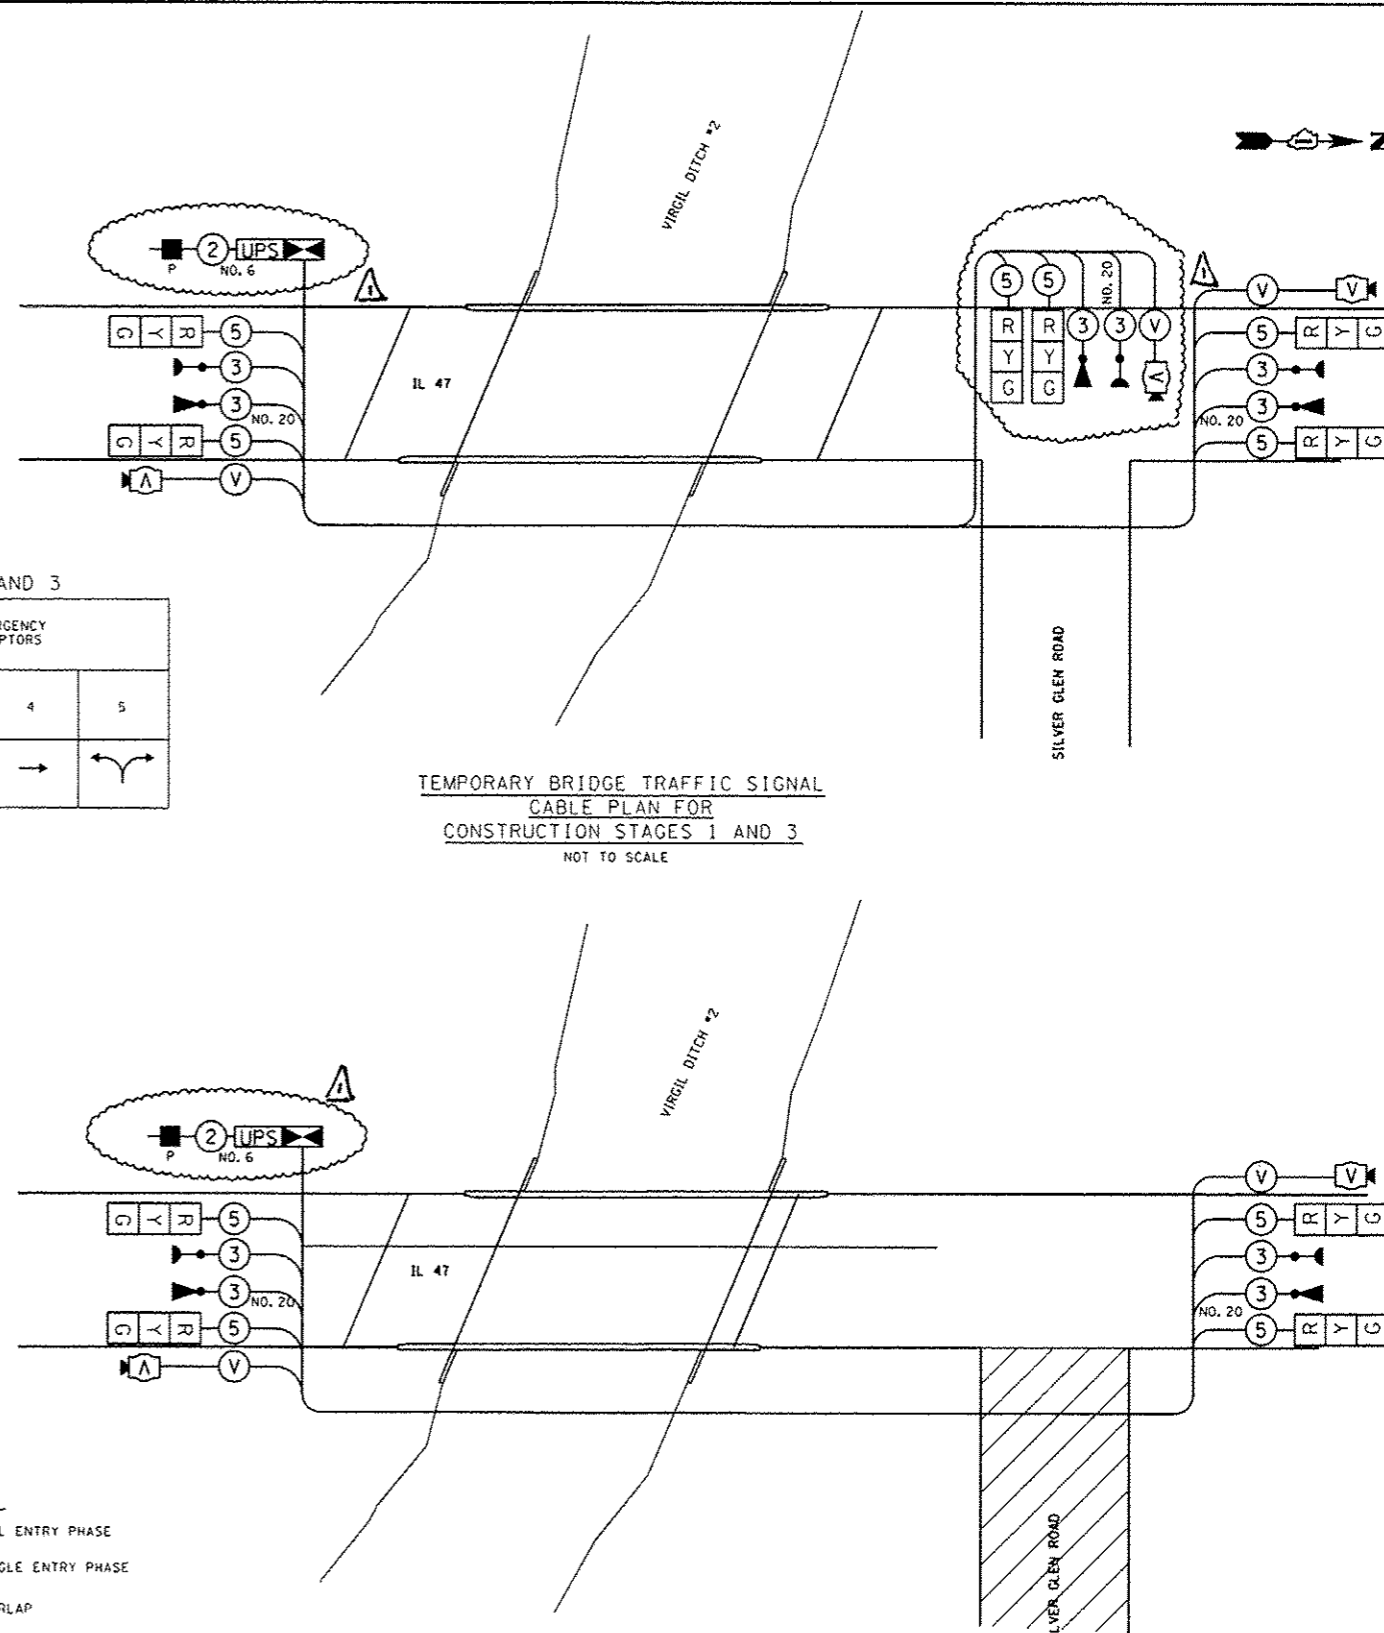 VIRGIL DITCH #2
N
P 2 NO. 6 UPS
1
1
G Y R 5
3
3 NO. 20
G Y R 5
V V
IL 47
5 5 NO. 20
R R 3 3 V
Y Y
G G V
V V
5 R Y G
3
NO. 20 3
5 R Y G
SILVER GLEN ROAD
AND 3
4 5
TEMPORARY BRIDGE TRAFFIC SIGNAL
CABLE PLAN FOR
CONSTRUCTION STAGES 1 AND 3
NOT TO SCALE
VIRGIL DITCH #2
1
P 2 NO. 6 UPS
G Y R 5
3
3 NO. 20
G Y R 5
V V
IL 47
V V
5 R Y G
3
3
NO. 20
5 R Y G
LVER GLEN ROAD
ENTRY PHASE
GLE ENTRY PHASE
RLAP